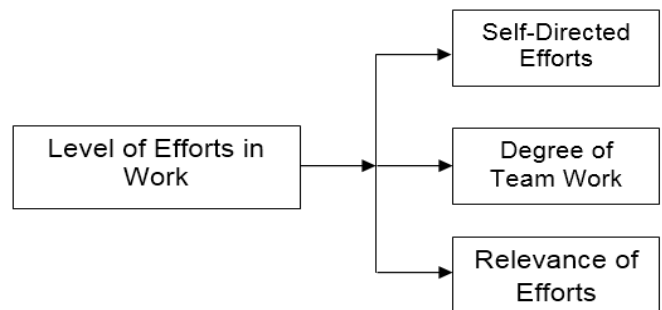 Self-Directed
Efforts
Level of Efforts in
Work
Degree of
Team Work
Relevance of
Efforts